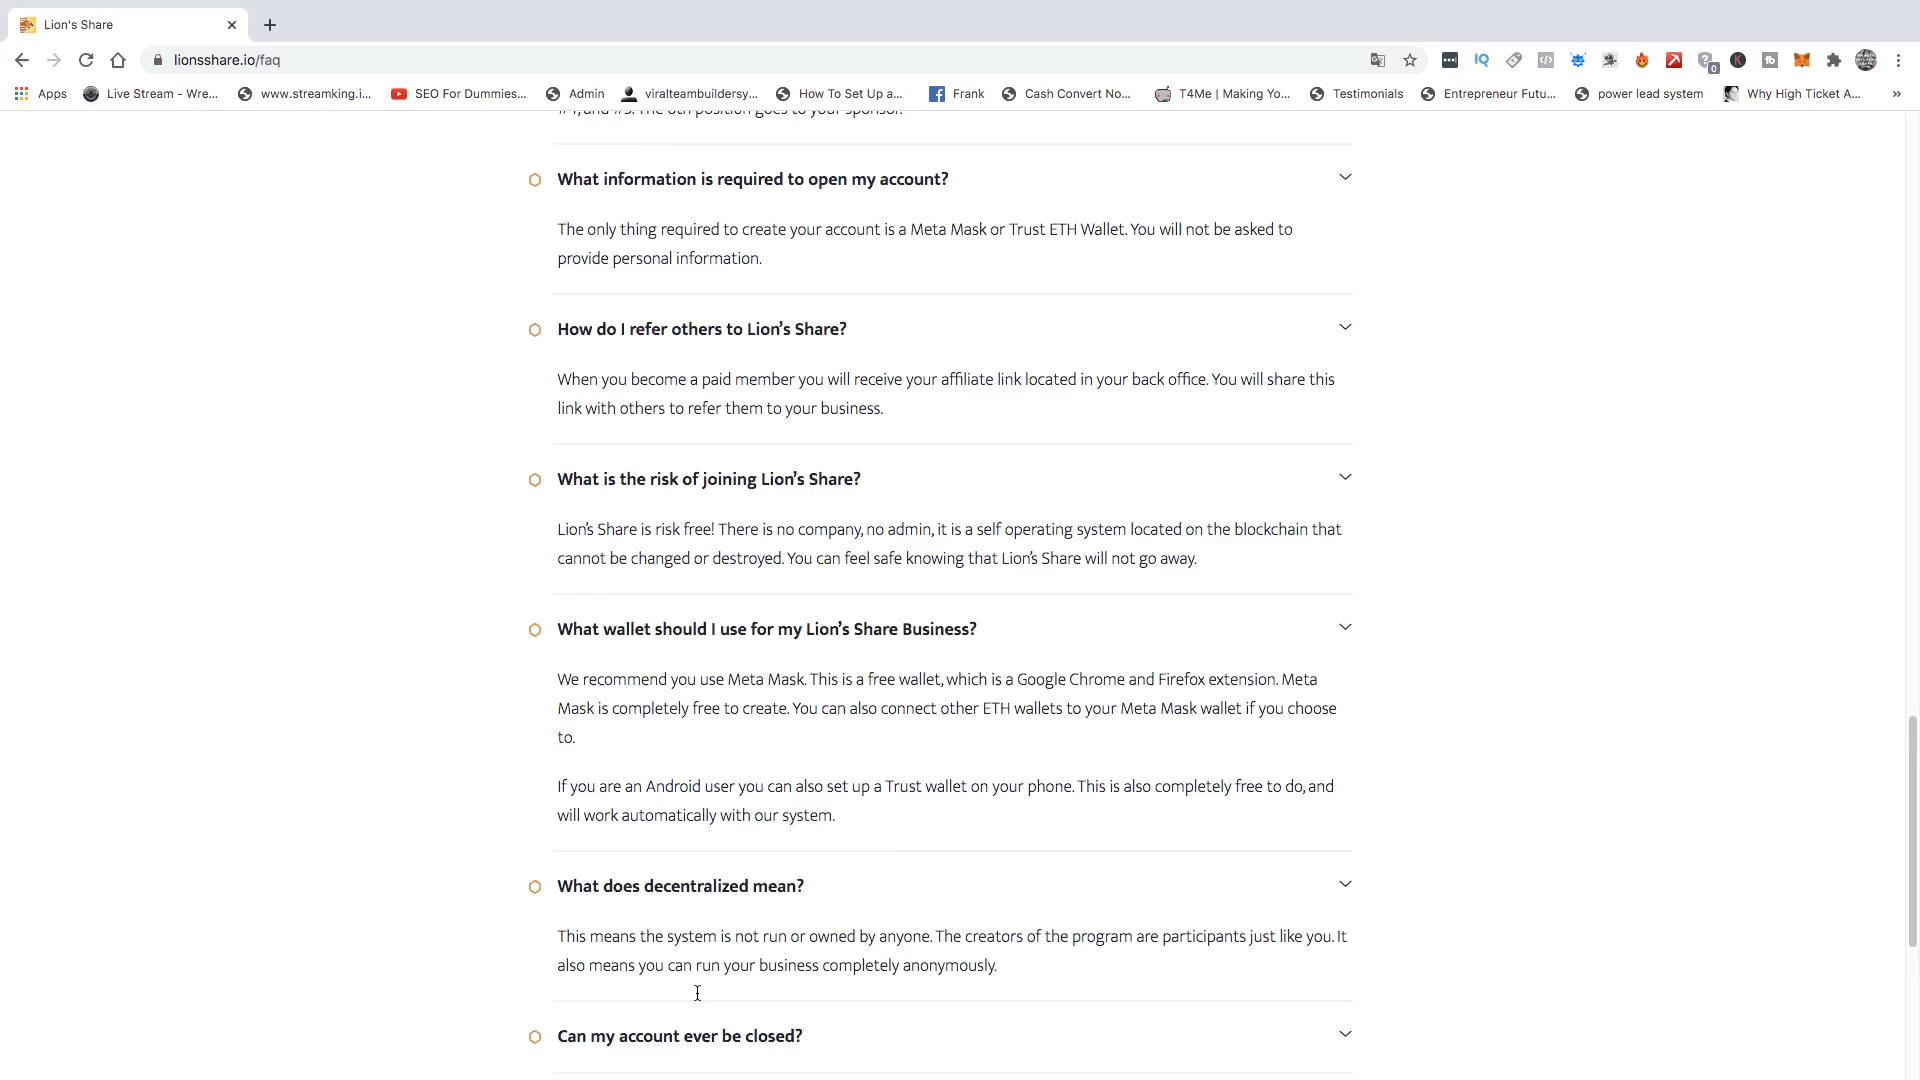 Lion's Share
lionsshare.io/faq
IQ
0
K
Apps
Live Stream - Wre...
www.streamking.i...
SEO For Dummies...
Admin
viralteambuildersy...
How To Set Up a...
Frank
Cash Convert No...
T4Me | Making Yo...
Testimonials
Entrepreneur Futu...
power lead system
Why High Ticket A...
»
#4, and #5. The 6th position goes to your sponsor.
What information is required to open my account?
The only thing required to create your account is a Meta Mask or Trust ETH Wallet. You will not be asked to
provide personal information.
How do I refer others to Lion’s Share?
When you become a paid member you will receive your affiliate link located in your back office. You will share this
link with others to refer them to your business.
What is the risk of joining Lion’s Share?
Lion’s Share is risk free! There is no company, no admin, it is a self operating system located on the blockchain that
cannot be changed or destroyed. You can feel safe knowing that Lion’s Share will not go away.
What wallet should I use for my Lion’s Share Business?
We recommend you use Meta Mask. This is a free wallet, which is a Google Chrome and Firefox extension. Meta
Mask is completely free to create. You can also connect other ETH wallets to your Meta Mask wallet if you choose
to.
If you are an Android user you can also set up a Trust wallet on your phone. This is also completely free to do, and
will work automatically with our system.
What does decentralized mean?
This means the system is not run or owned by anyone. The creators of the program are participants just like you. It
also means you can run your business completely anonymously.
Can my account ever be closed?